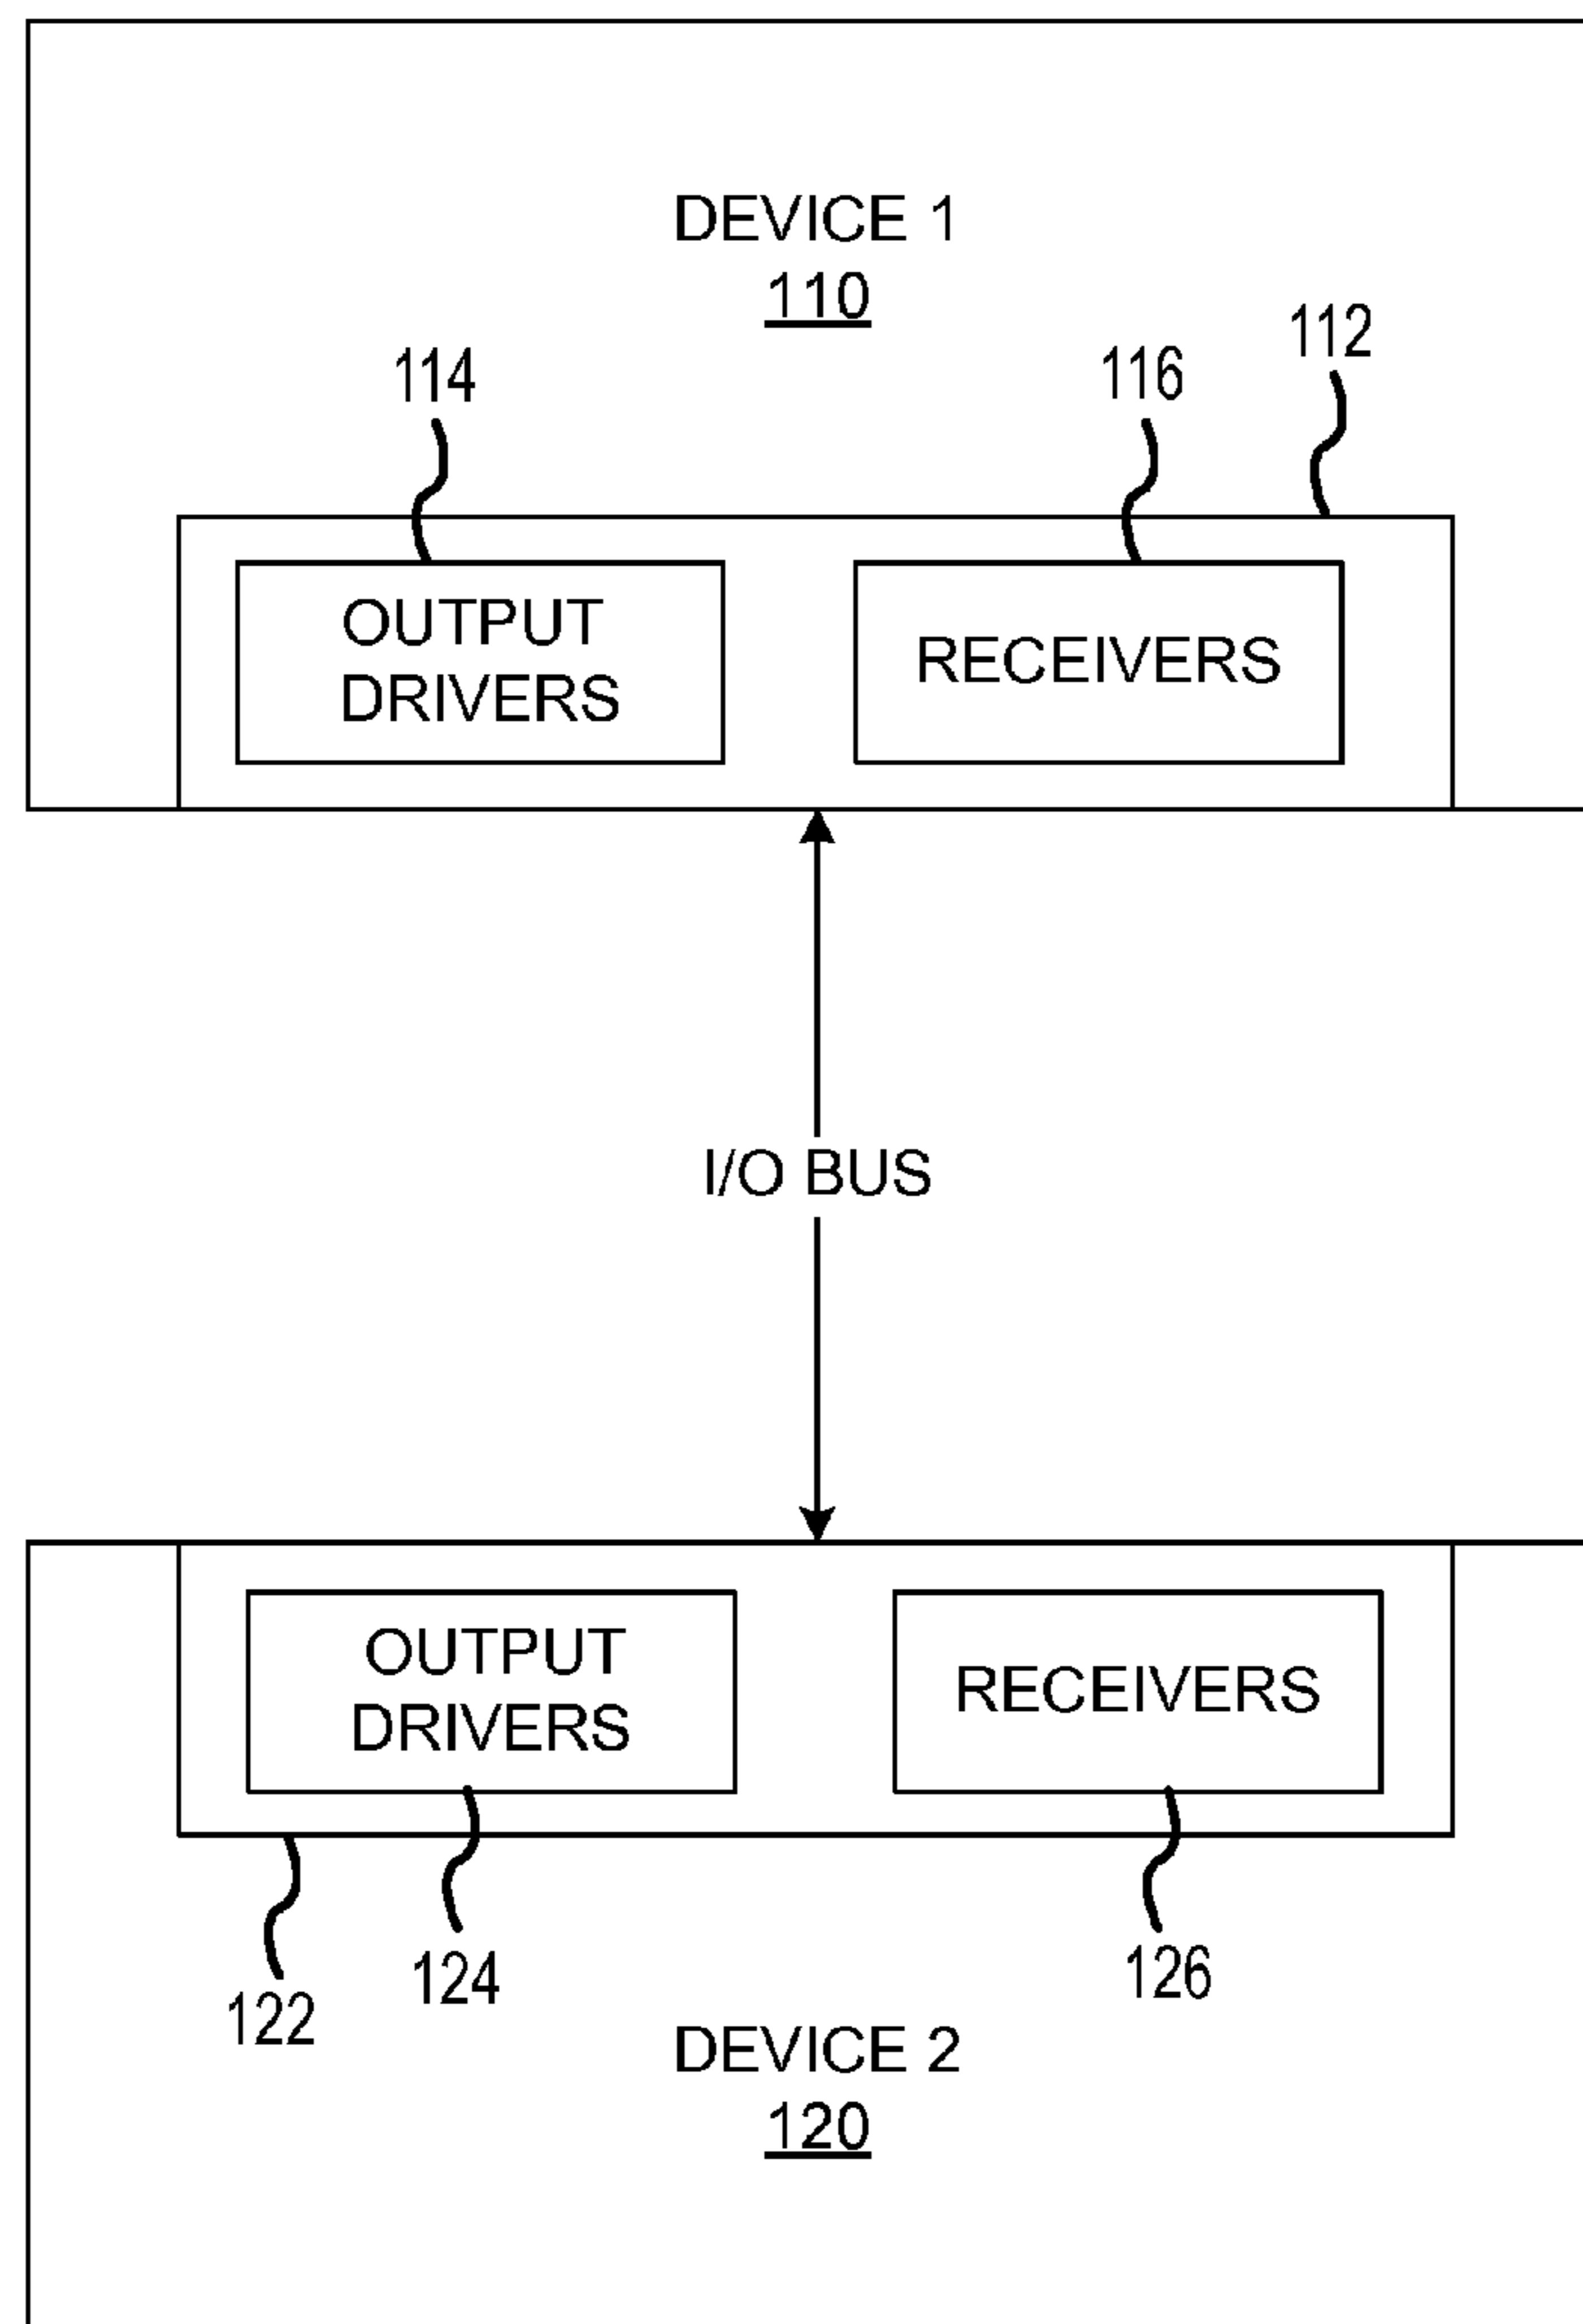 DEVICE 1
110
112
114
116
OUTPUT
DRIVERS
RECEIVERS
I/O BUS
OUTPUT
DRIVERS
RECEIVERS
124
126
122
DEVICE 2
120